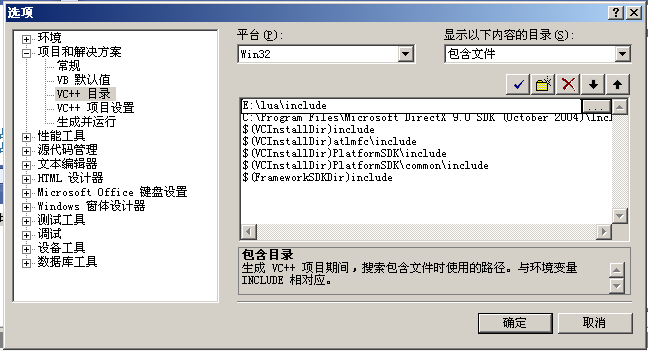 选项
环境
项目和解决方案
常规
VB 默认值
VC++ 目录
VC++ 项目设置
生成并运行
性能工具
源代码管理
文本编辑器
HTML 设计器
Microsoft Office 键盘设置
Windows 窗体设计器
测试工具
调试
设备工具
数据库工具
平台(P):
Win32
显示以下内容的目录(S):
包含文件
E:\lua\include
...
C:\Program Files\Microsoft DirectX 9.0 SDK (October 2004)\Incl
$(VCInstallDir)include
$(VCInstallDir)atlmfc\include
$(VCInstallDir)PlatformSDK\include
$(VCInstallDir)PlatformSDK\common\include
$(FrameworkSDKDir)include
包含目录
生成 VC++ 项目期间，搜索包含文件时使用的路径。与环境变量
INCLUDE 相对应。
确定
取消